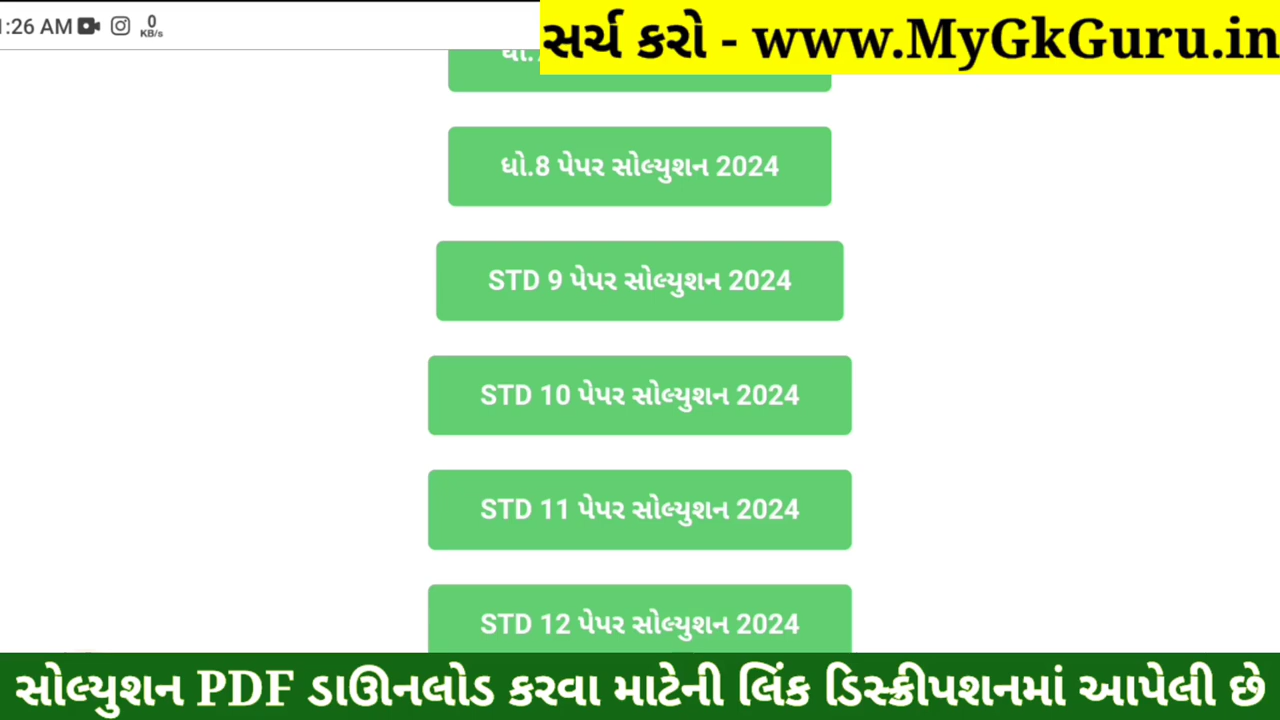 1:26 AM 0 KB/s
સર્ચ કરો - www.MyGkGuru.in
ધો.8 પેપર સોલ્યુશન 2024
STD 9 પેપર સોલ્યુશન 2024
STD 10 પેપર સોલ્યુશન 2024
STD 11 પેપર સોલ્યુશન 2024
STD 12 પેપર સોલ્યુશન 2024
સોલ્યુશન PDF ડાઊનલોડ કરવા માટેની લિંક ડિસ્ક્રીપશનમાં આપેલી છે